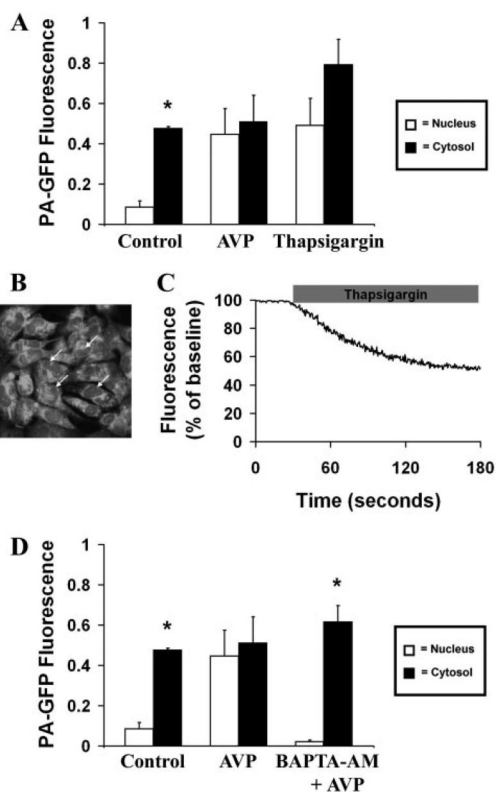 A
PA-GFP Fluorescence
1
0.8
0.6
0.4
0.2
0
*
Control AVP Thapsigargin
= Nucleus
= Cytosol
B
C
Fluorescence
(% of baseline)
100
80
60
40
20
0
Thapsigargin
0 60 120 180
Time (seconds)
D
PA-GFP Fluorescence
1
0.8
0.6
0.4
0.2
0
*
*
Control AVP BAPTA-AM
+ AVP
= Nucleus
= Cytosol